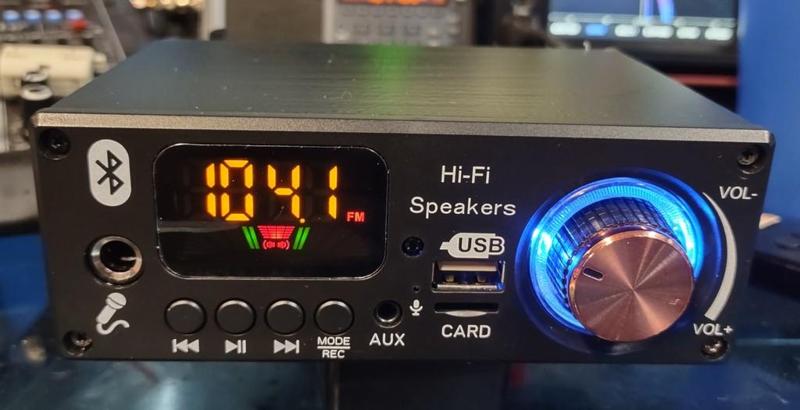 104.1
FM
Hi-Fi
Speakers
USB
VOL-
VOL+
MODE
REC
AUX
CARD